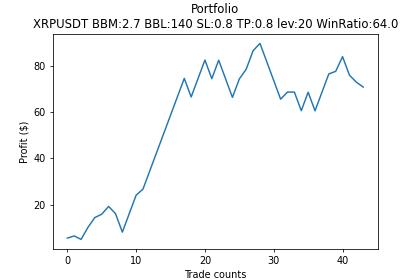 Portfolio
XRPUSDT BBM:2.7 BBL:140 SL:0.8 TP:0.8 lev:20 WinRatio:64.0
80
60
40
20
Profit ($)
0 10 20 30 40
Trade counts